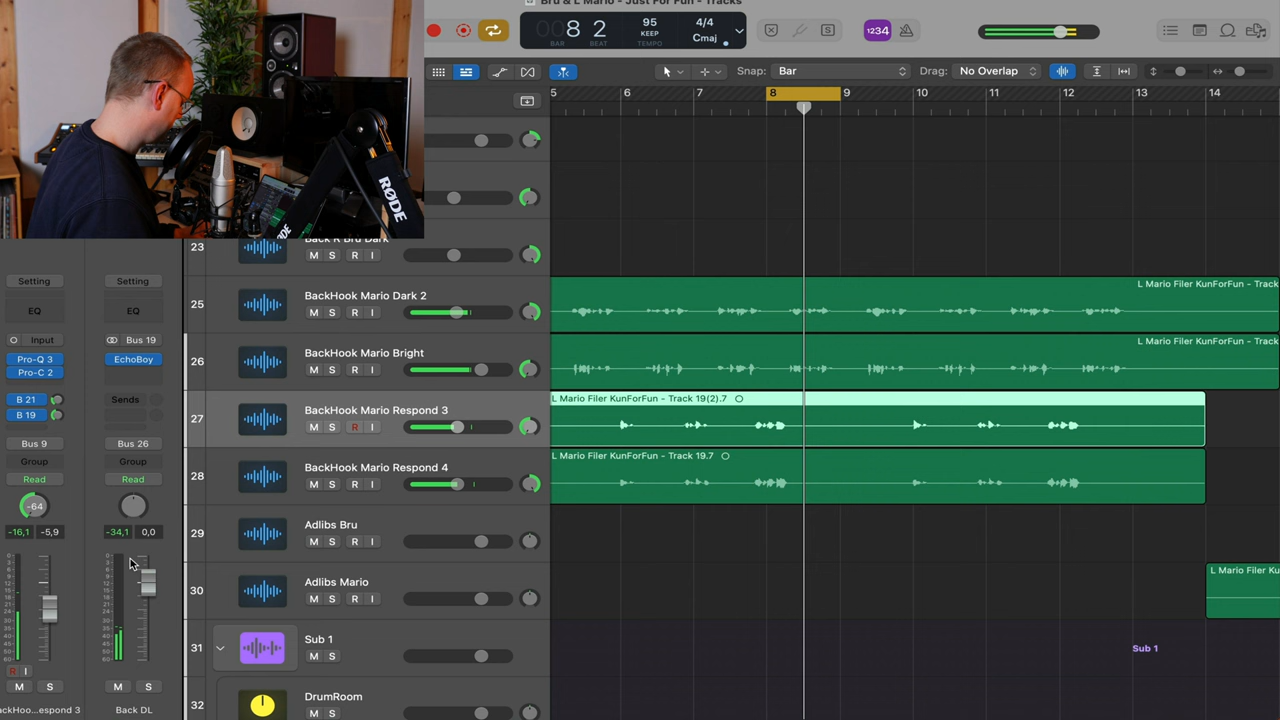 Bru & L Mario - Just For Fun - Tracks
008 2
BAR BEAT
95
KEEP
TEMPO
4/4
Cmaj
1234
Snap: Bar
Drag: No Overlap
5 6 7 8 9 10 11 12 13 14
RØDE
23
Back R Bru Dark
M S R I
25
BackHook Mario Dark 2
M S R I
L Mario Filer KunForFun - Track
26
BackHook Mario Bright
M S R I
L Mario Filer KunForFun - Track
27
BackHook Mario Respond 3
M S R I
L Mario Filer KunForFun - Track 19(2).7
28
BackHook Mario Respond 4
M S R I
L Mario Filer KunForFun - Track 19.7
29
Adlibs Bru
M S R I
30
Adlibs Mario
M S R I
L Mario Filer Ku
31
Sub 1
M S
Sub 1
32
DrumRoom
M S
Setting
EQ
Input
Pro-Q 3
Pro-C 2
B 21
B 19
Bus 9
Group
Read
-64
-16,1 -5,9
R I
M S
ackHoo...espond 3
Setting
EQ
Bus 19
EchoBoy
Sends
Bus 26
Group
Read
-34,1 0,0
M S
Back DL